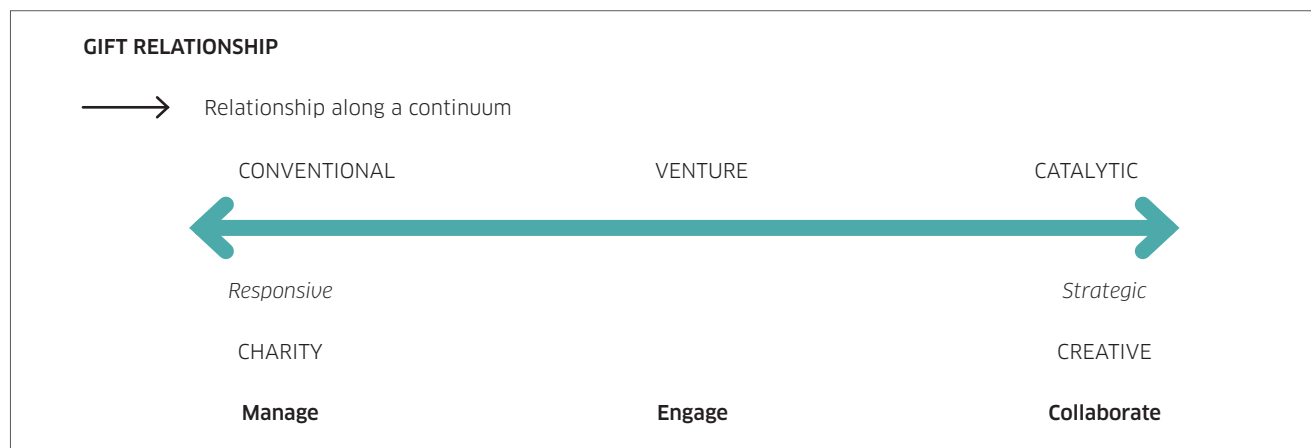 GIFT RELATIONSHIP
Relationship along a continuum
CONVENTIONAL VENTURE CATALYTIC
Responsive Strategic
CHARITY CREATIVE
Manage Engage Collaborate